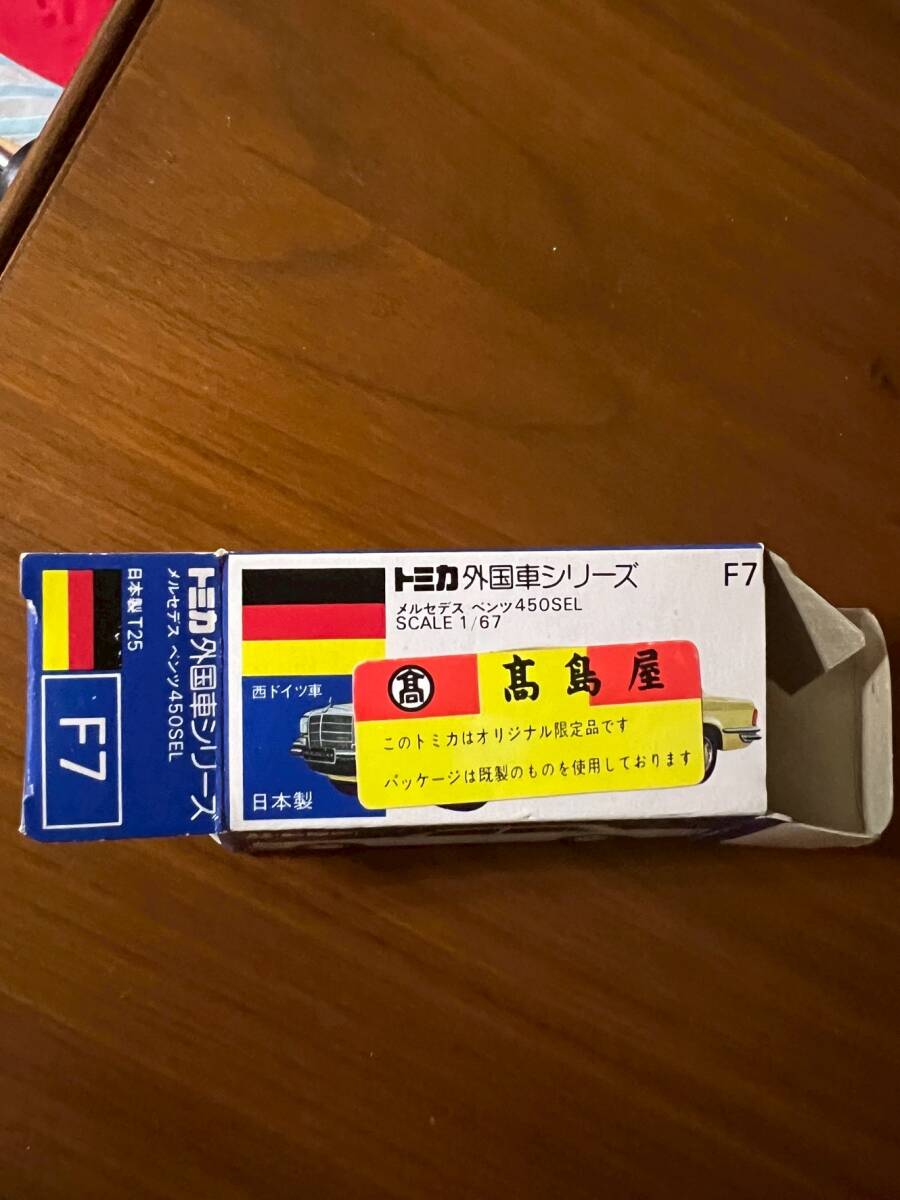 トミカ 外国車シリーズ
メルセデス ベンツ450SEL
日本製 T25
F7
トミカ 外国車シリーズ F7
メルセデス ベンツ450SEL
SCALE 1/67
西ドイツ車
日本製
髙 髙島屋
このトミカはオリジナル限定品です
パッケージは既製のものを使用しております